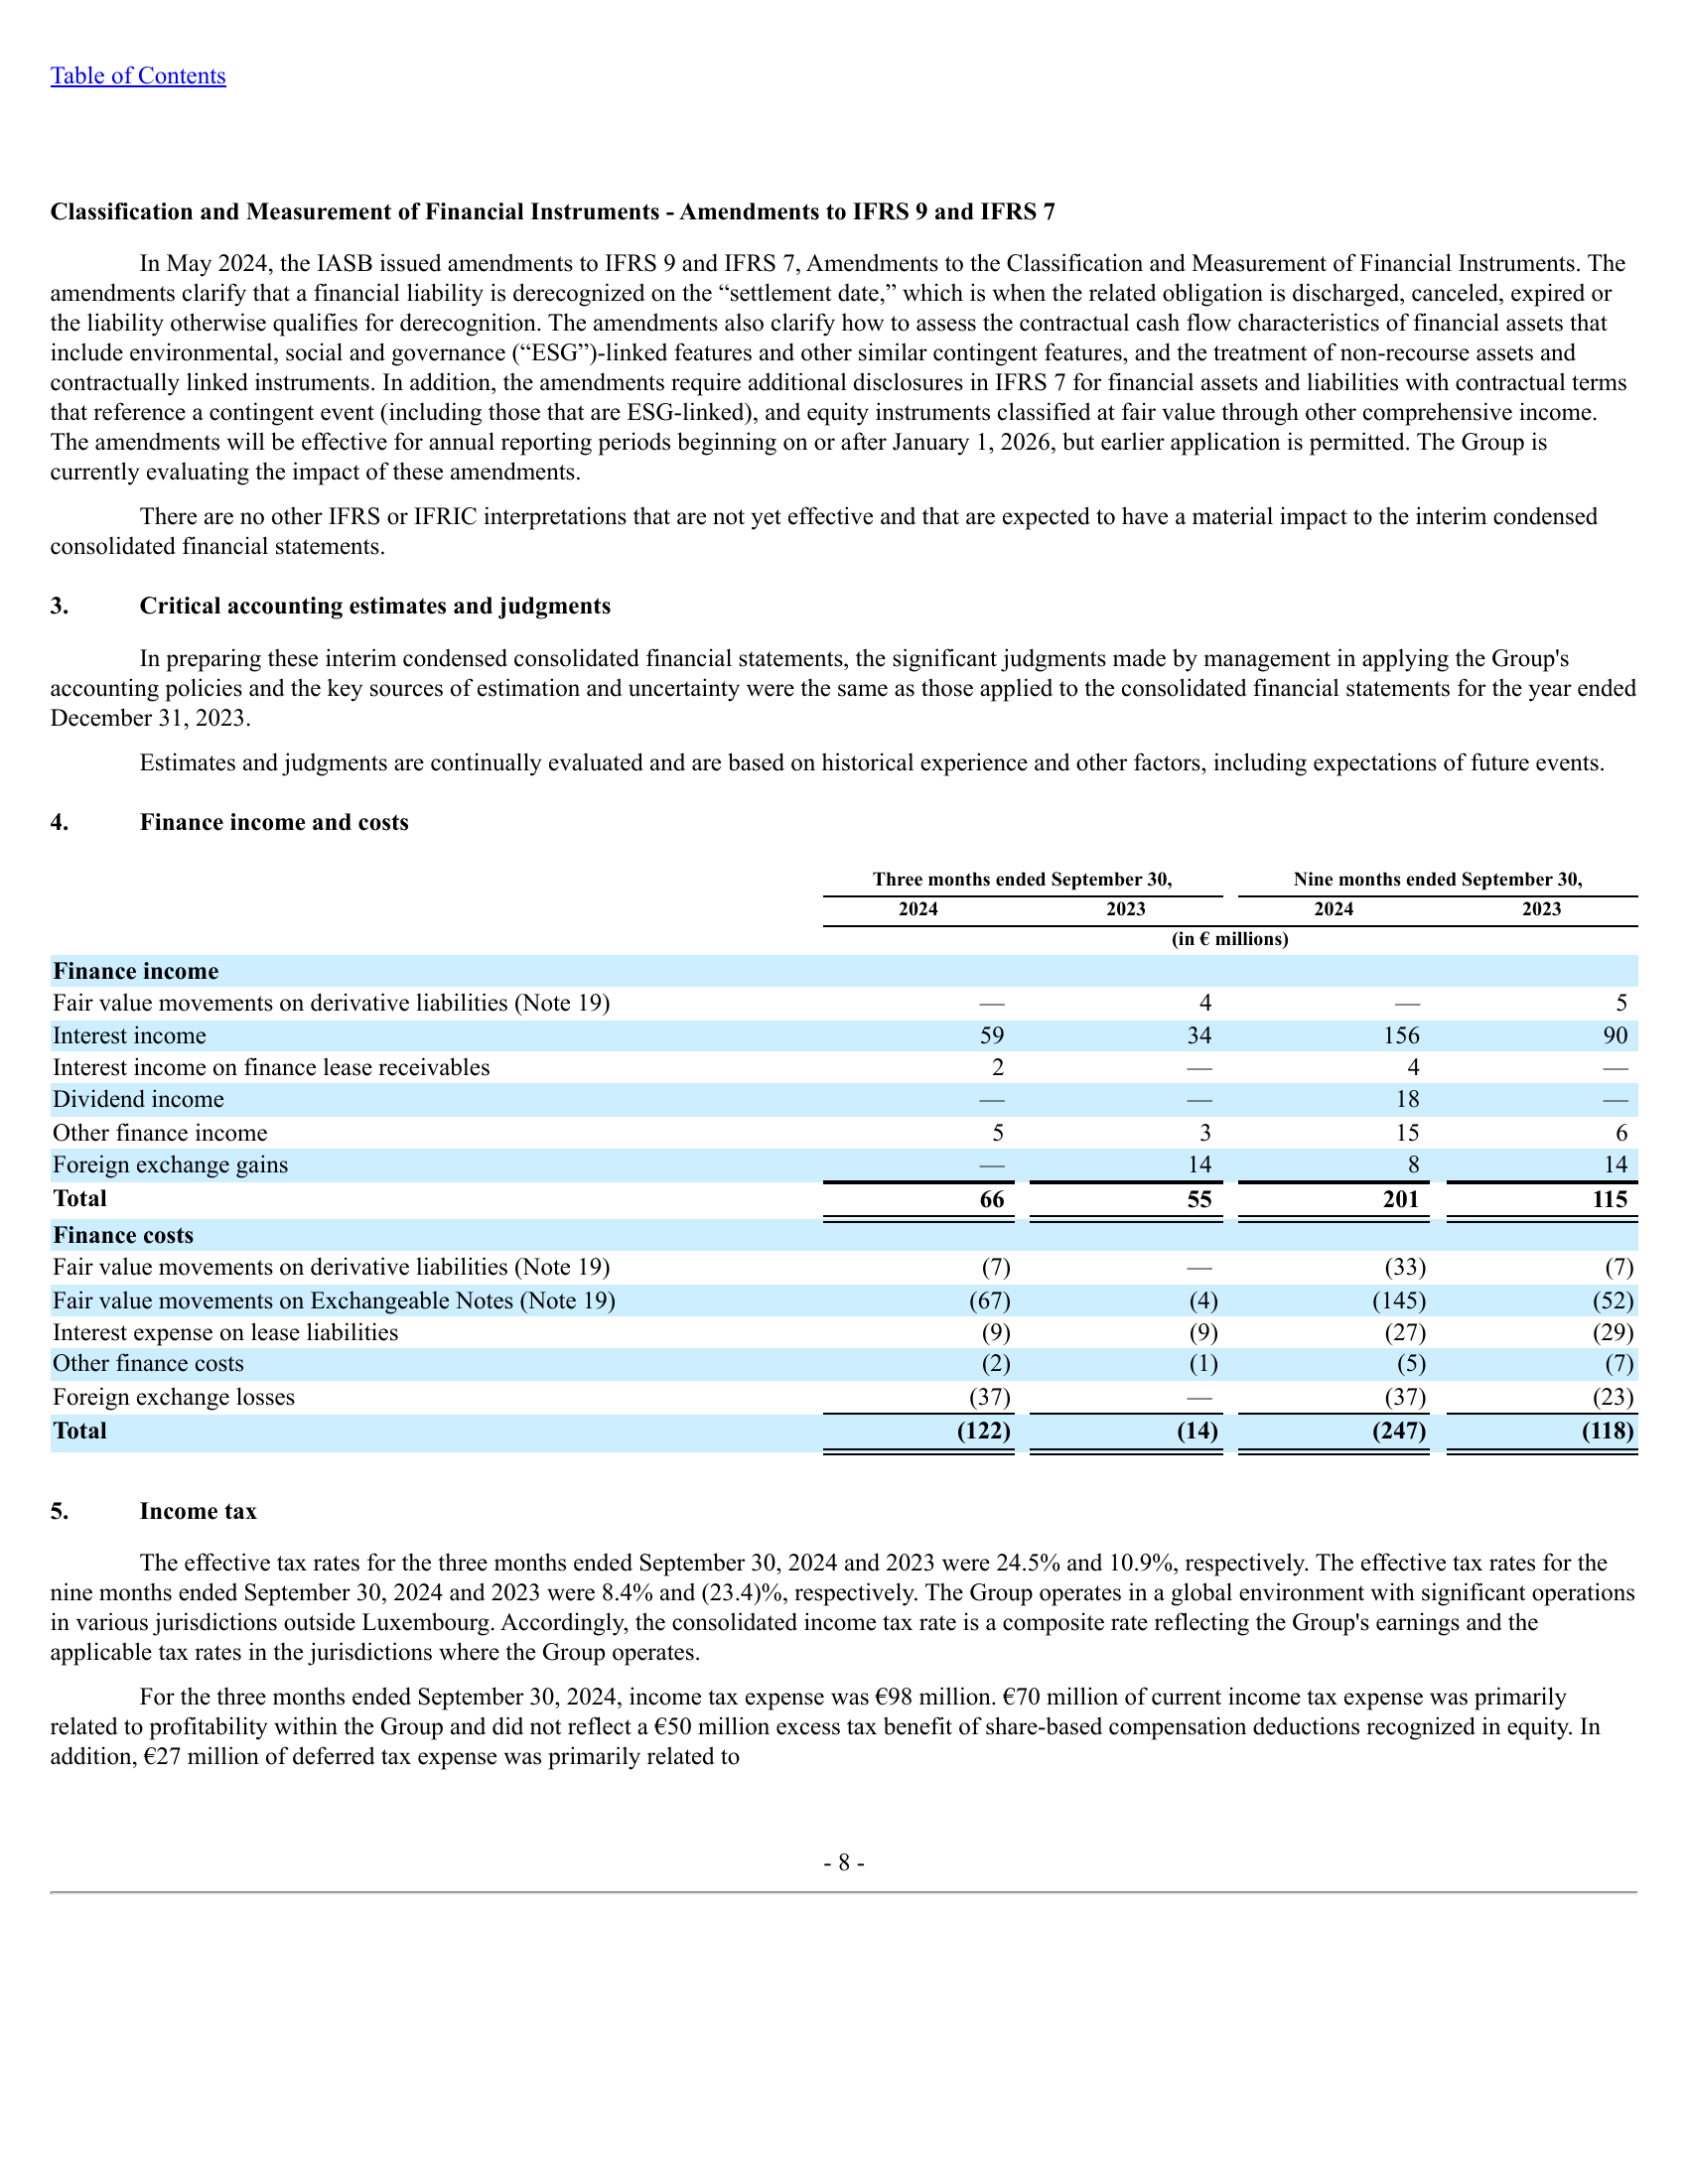 Table of Contents
Classification and Measurement of Financial Instruments - Amendments to IFRS 9 and IFRS 7
In May 2024, the IASB issued amendments to IFRS 9 and IFRS 7, Amendments to the Classification and Measurement of Financial Instruments. The
amendments clarify that a financial liability is derecognized on the “settlement date,” which is when the related obligation is discharged, canceled, expired or
the liability otherwise qualifies for derecognition. The amendments also clarify how to assess the contractual cash flow characteristics of financial assets that
include environmental, social and governance (“ESG”)-linked features and other similar contingent features, and the treatment of non-recourse assets and
contractually linked instruments. In addition, the amendments require additional disclosures in IFRS 7 for financial assets and liabilities with contractual terms
that reference a contingent event (including those that are ESG-linked), and equity instruments classified at fair value through other comprehensive income.
The amendments will be effective for annual reporting periods beginning on or after January 1, 2026, but earlier application is permitted. The Group is
currently evaluating the impact of these amendments.
There are no other IFRS or IFRIC interpretations that are not yet effective and that are expected to have a material impact to the interim condensed
consolidated financial statements.
3. Critical accounting estimates and judgments
In preparing these interim condensed consolidated financial statements, the significant judgments made by management in applying the Group's
accounting policies and the key sources of estimation and uncertainty were the same as those applied to the consolidated financial statements for the year ended
December 31, 2023.
Estimates and judgments are continually evaluated and are based on historical experience and other factors, including expectations of future events.
4. Finance income and costs
Three months ended September 30, Nine months ended September 30,
2024 2023 2024 2023
(in € millions)
Finance income
Fair value movements on derivative liabilities (Note 19) — 4 — 5
Interest income 59 34 156 90
Interest income on finance lease receivables 2 — 4 —
Dividend income — — 18 —
Other finance income 5 3 15 6
Foreign exchange gains — 14 8 14
Total 66 55 201 115
Finance costs
Fair value movements on derivative liabilities (Note 19) (7) — (33) (7)
Fair value movements on Exchangeable Notes (Note 19) (67) (4) (145) (52)
Interest expense on lease liabilities (9) (9) (27) (29)
Other finance costs (2) (1) (5) (7)
Foreign exchange losses (37) — (37) (23)
Total (122) (14) (247) (118)
5. Income tax
The effective tax rates for the three months ended September 30, 2024 and 2023 were 24.5% and 10.9%, respectively. The effective tax rates for the
nine months ended September 30, 2024 and 2023 were 8.4% and (23.4)%, respectively. The Group operates in a global environment with significant operations
in various jurisdictions outside Luxembourg. Accordingly, the consolidated income tax rate is a composite rate reflecting the Group's earnings and the
applicable tax rates in the jurisdictions where the Group operates.
For the three months ended September 30, 2024, income tax expense was €98 million. €70 million of current income tax expense was primarily
related to profitability within the Group and did not reflect a €50 million excess tax benefit of share-based compensation deductions recognized in equity. In
addition, €27 million of deferred tax expense was primarily related to
- 8 -